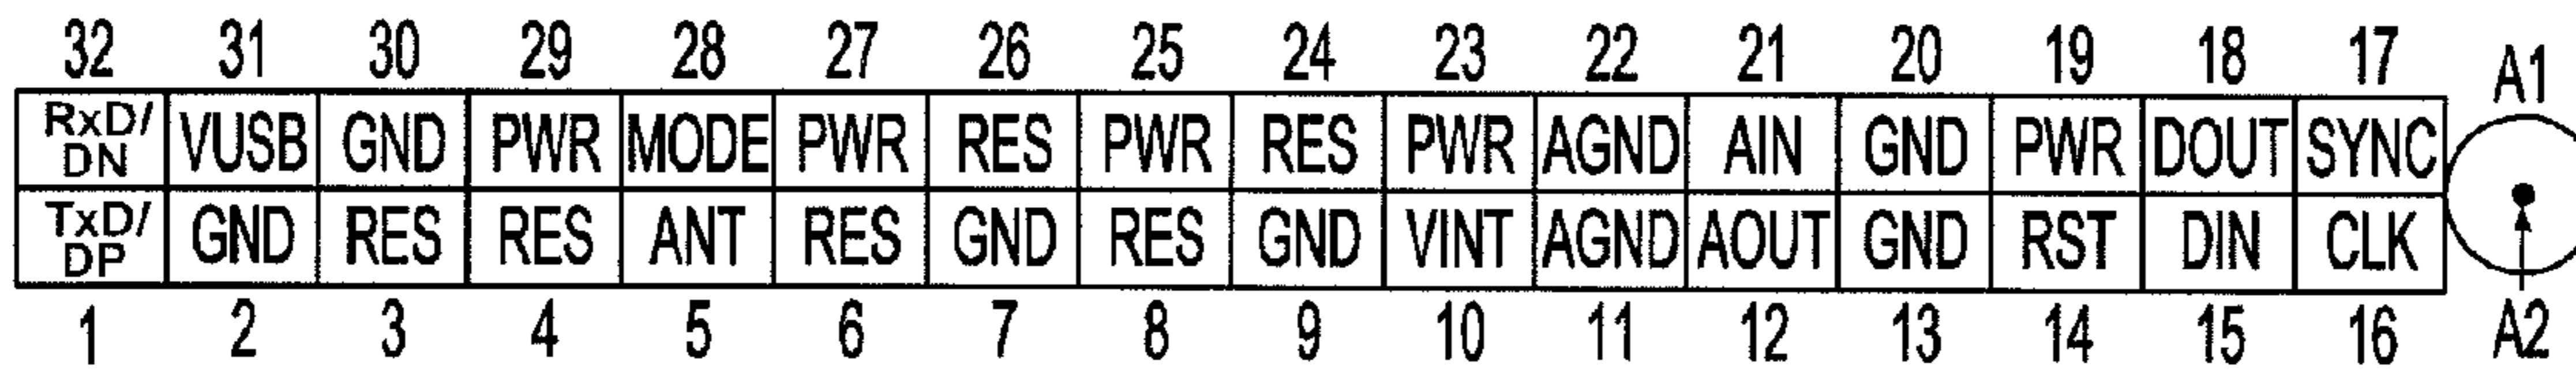 32 31 30 29 28 27 26 25 24 23 22 21 20 19 18 17 A1
RxD/DN VUSB GND PWR MODE PWR RES PWR RES PWR AGND AIN GND PWR DOUT SYNC
TxD/DP GND RES RES ANT RES GND RES GND VINT AGND AOUT GND RST DIN CLK
1 2 3 4 5 6 7 8 9 10 11 12 13 14 15 16 A2